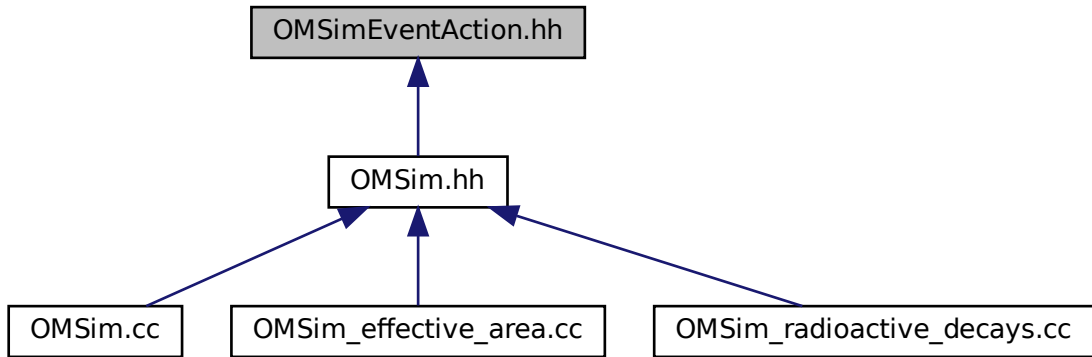 OMSimEventAction.hh
OMSim.hh
OMSim.cc
OMSim_effective_area.cc
OMSim_radioactive_decays.cc